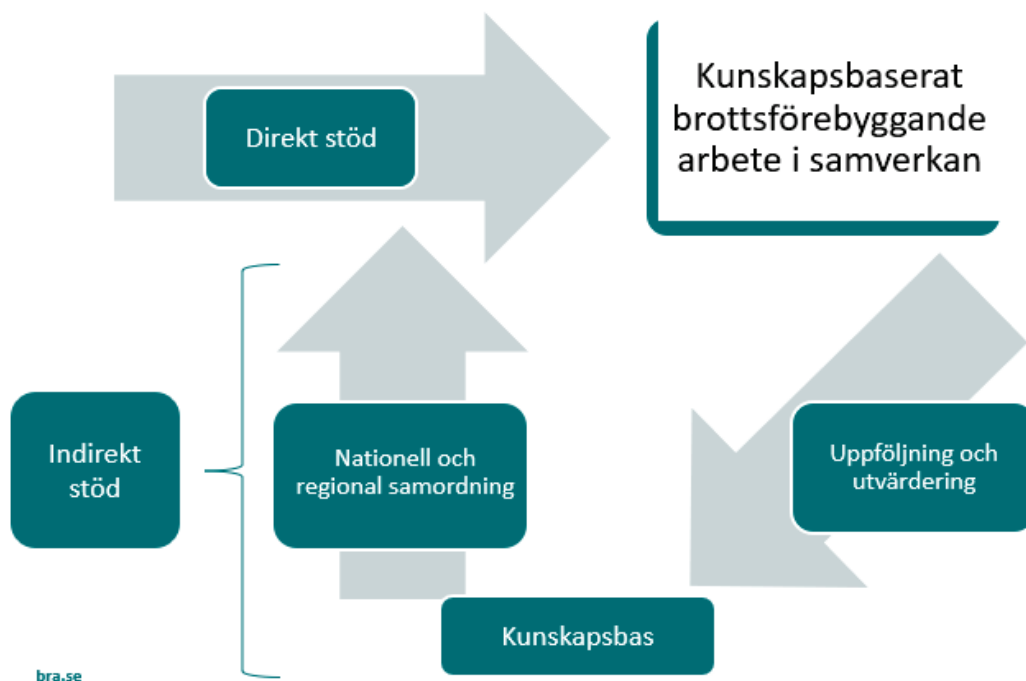 Direkt stöd
Kunskapsbaserat
brottsförebyggande
arbete i samverkan
Indirekt
stöd
Nationell och
regional samordning
Uppföljning och
utvärdering
Kunskapsbas
bra.se